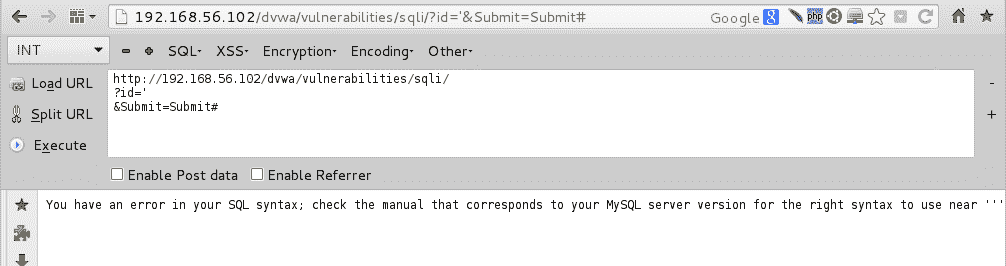 192.168.56.102/dvwa/vulnerabilities/sqli/?id='&Submit=Submit#
Google
php
INT
SQL
XSS
Encryption
Encoding
Other
Load URL
http://192.168.56.102/dvwa/vulnerabilities/sqli/
?id='
&Submit=Submit#
Split URL
Execute
Enable Post data
Enable Referrer
You have an error in your SQL syntax; check the manual that corresponds to your MySQL server version for the right syntax to use near '''